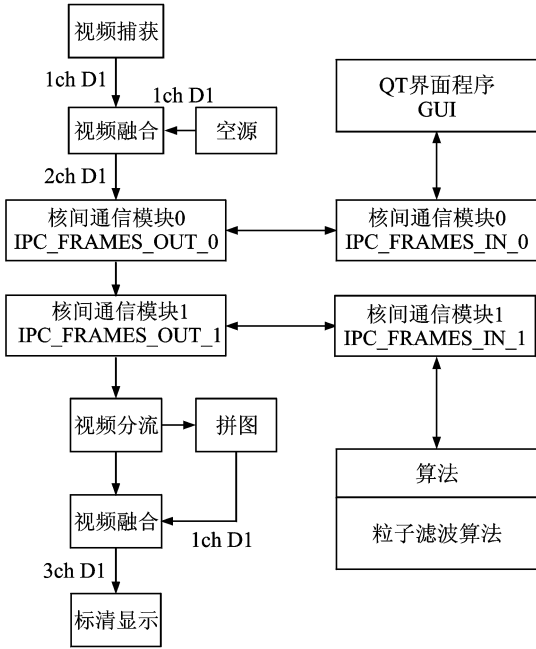 视频捕获
1ch D1
1ch D1
视频融合
空源
2ch D1
QT界面程序
GUI
核间通信模块0
IPC_FRAMES_OUT_0
核间通信模块0
IPC_FRAMES_IN_0
核间通信模块1
IPC_FRAMES_OUT_1
核间通信模块1
IPC_FRAMES_IN_1
视频分流
拼图
视频融合
1ch D1
3ch D1
标清显示
算法
粒子滤波算法